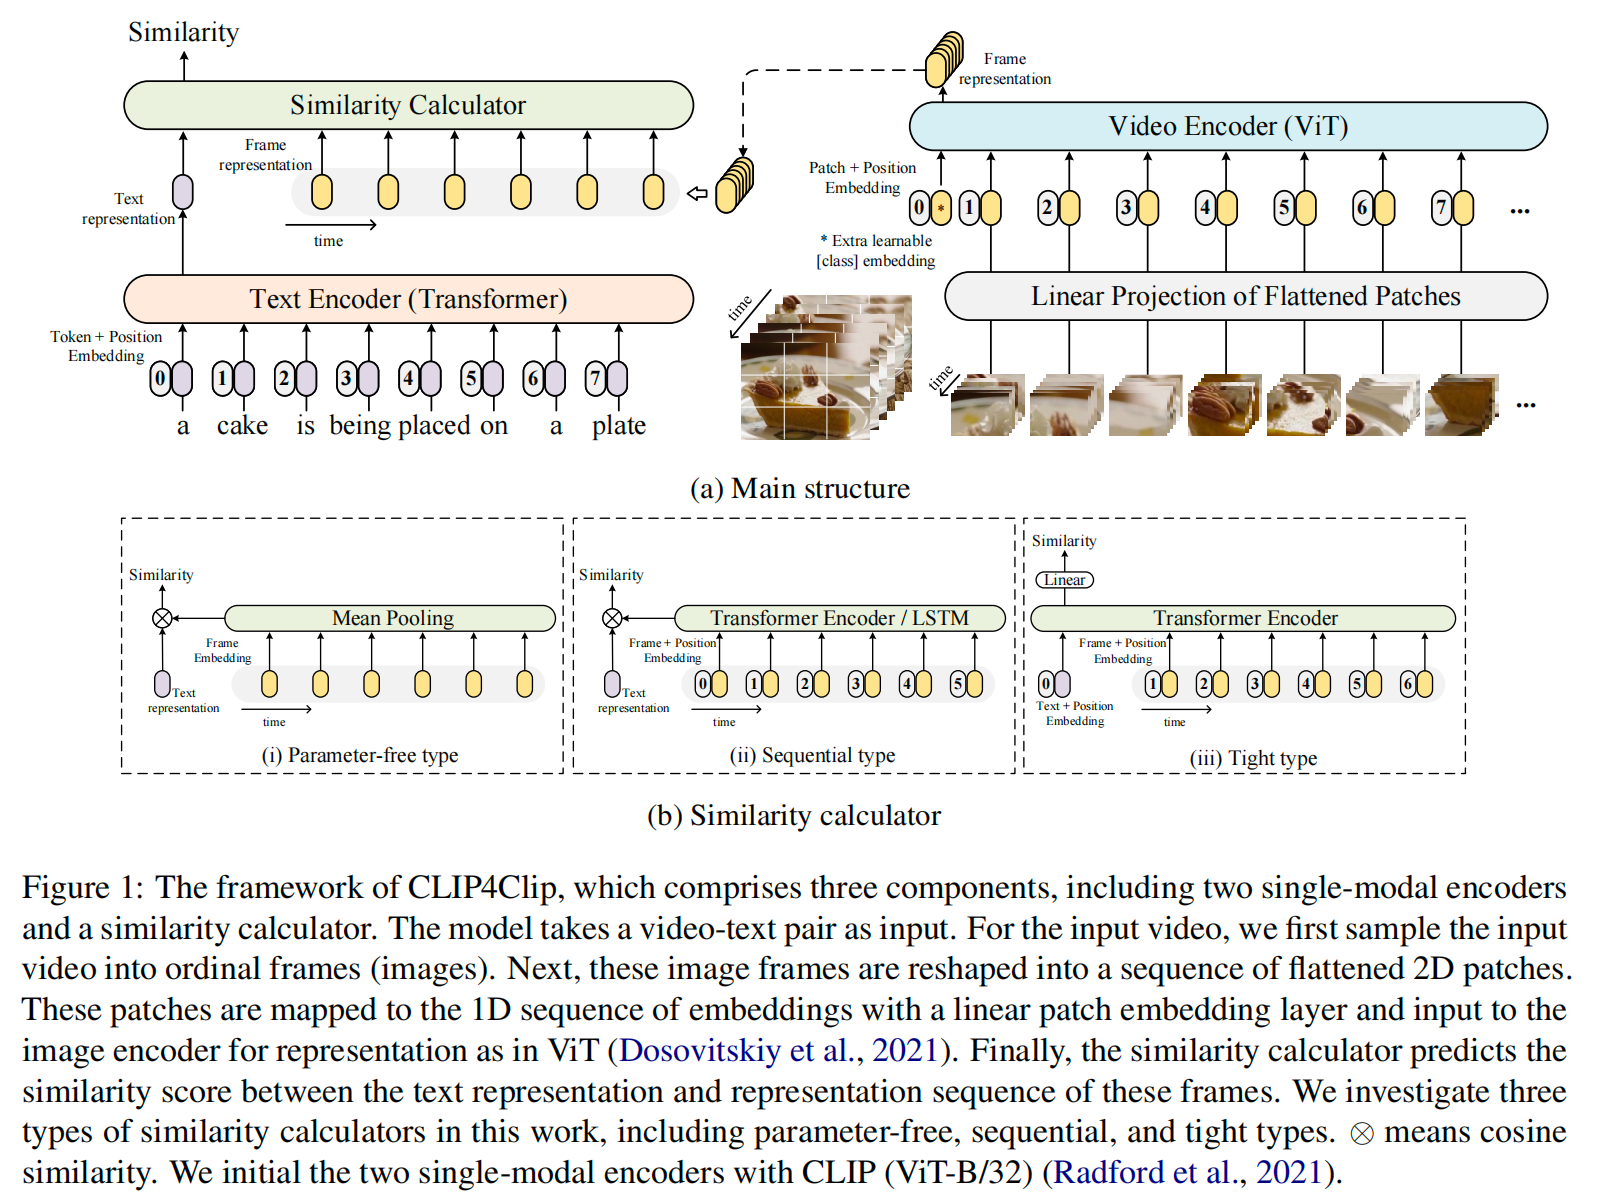 Similarity
Similarity Calculator
Frame
representation
Text
representation
time
Text Encoder (Transformer)
Token + Position
Embedding
0 1 2 3 4 5 6 7
a cake is being placed on a plate
Frame
representation
Video Encoder (ViT)
Patch + Position
Embedding
0 * 1 2 3 4 5 6 7 ...
* Extra learnable
[class] embedding
Linear Projection of Flattened Patches
time
time
...
(a) Main structure
Similarity
Mean Pooling
Frame
Embedding
Text
representation
time
(i) Parameter-free type
Similarity
Transformer Encoder / LSTM
Frame + Position
Embedding
0 1 2 3 4 5
Text
representation
time
(ii) Sequential type
Similarity
Linear
Transformer Encoder
Frame + Position
Embedding
0 1 2 3 4 5 6
Text + Position
Embedding
time
(iii) Tight type
(b) Similarity calculator
Figure 1: The framework of CLIP4Clip, which comprises three components, including two single-modal encoders
and a similarity calculator. The model takes a video-text pair as input. For the input video, we first sample the input
video into ordinal frames (images). Next, these image frames are reshaped into a sequence of flattened 2D patches.
These patches are mapped to the 1D sequence of embeddings with a linear patch embedding layer and input to the
image encoder for representation as in ViT (Dosovitskiy et al., 2021). Finally, the similarity calculator predicts the
similarity score between the text representation and representation sequence of these frames. We investigate three
types of similarity calculators in this work, including parameter-free, sequential, and tight types. ⊗ means cosine
similarity. We initial the two single-modal encoders with CLIP (ViT-B/32) (Radford et al., 2021).